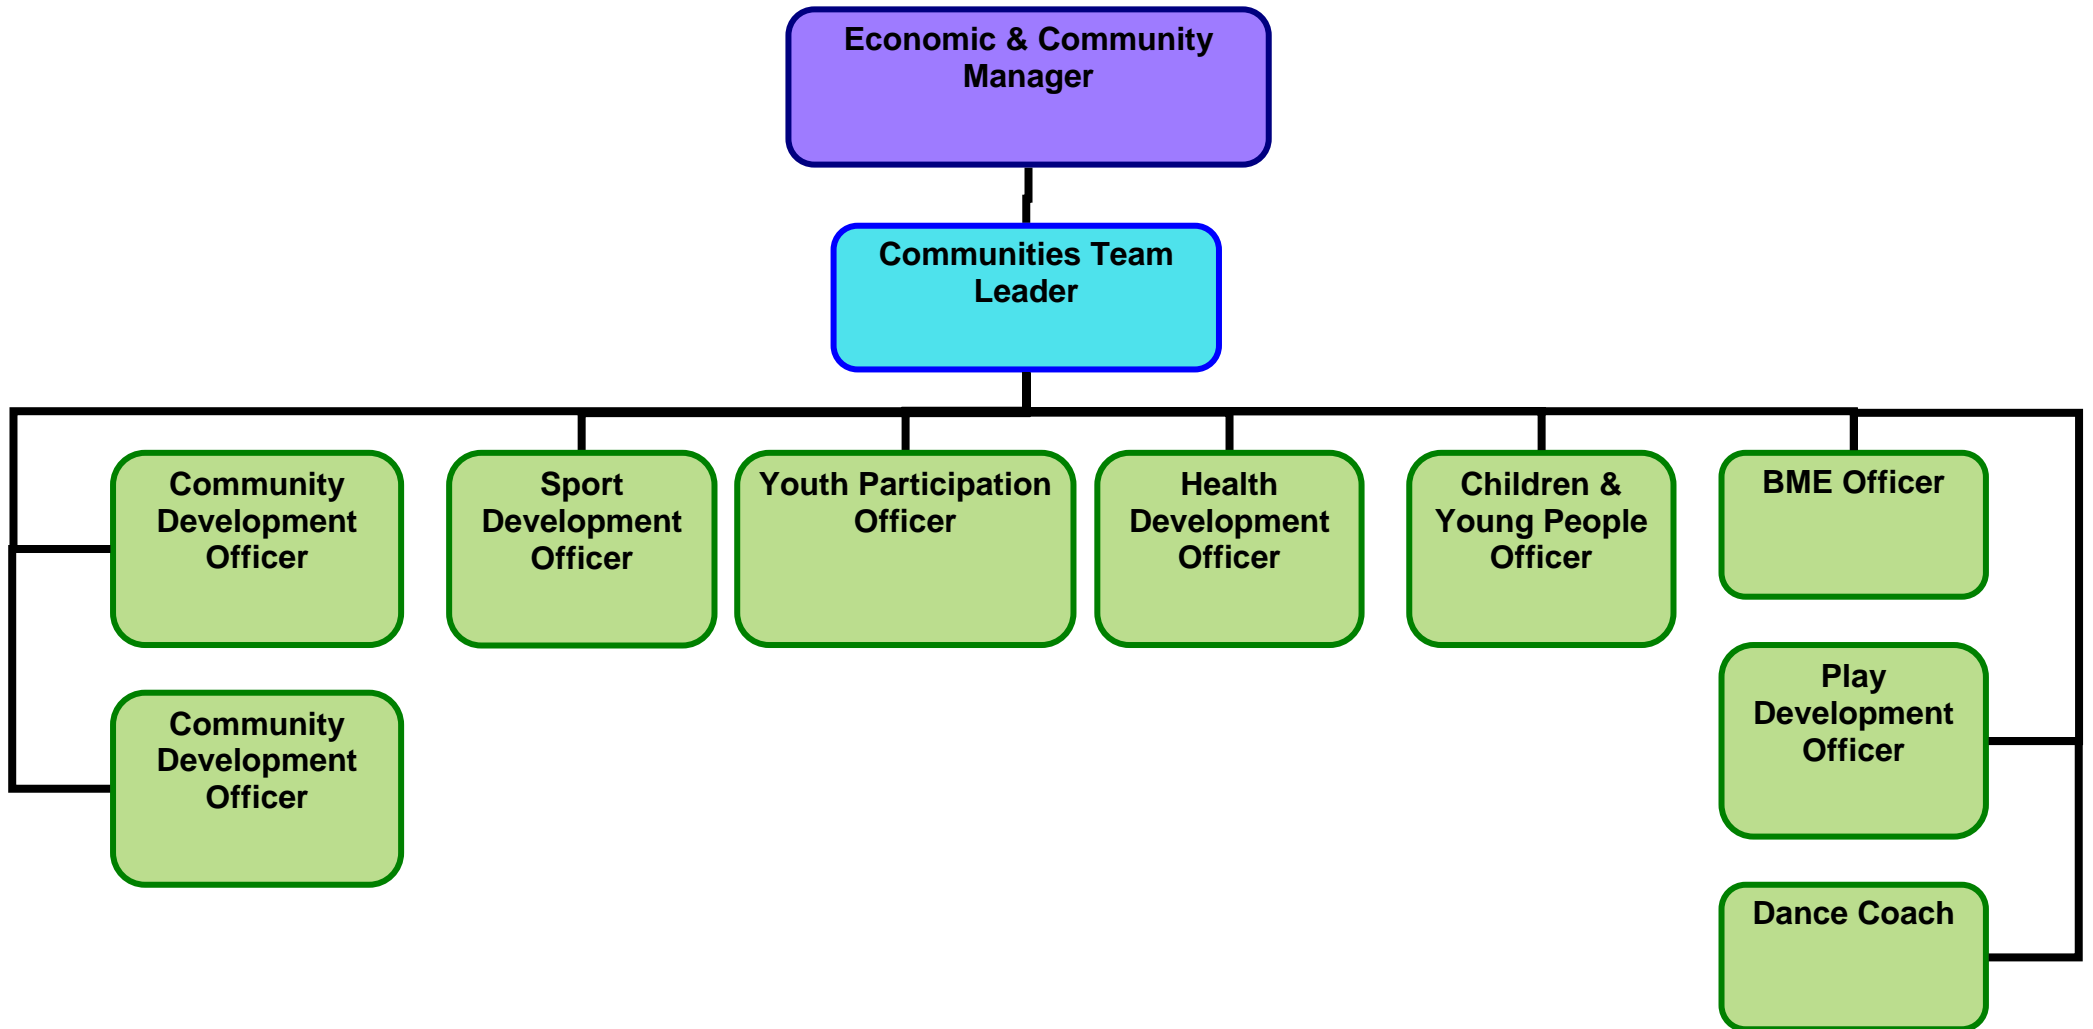 Economic & Community
Manager
Communities Team
Leader
Community
Development
Officer
Sport
Development
Officer
Youth Participation
Officer
Health
Development
Officer
Children &
Young People
Officer
BME Officer
Community
Development
Officer
Play
Development
Officer
Dance Coach